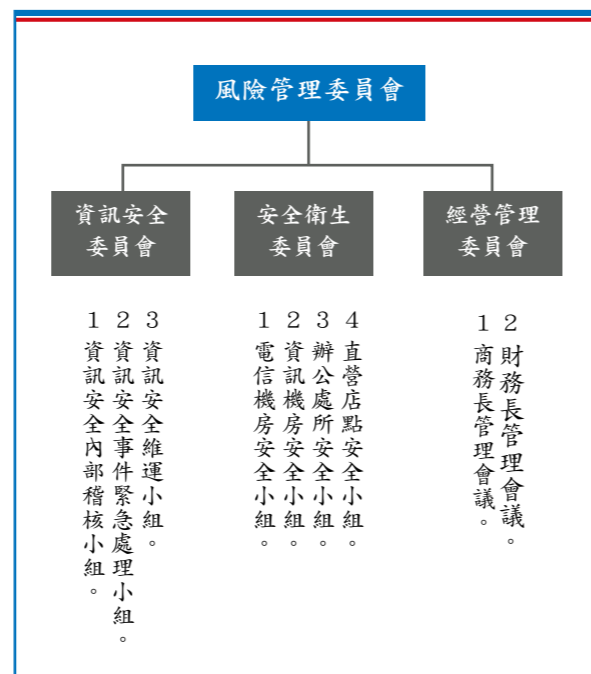 風險管理委員會
資訊安全
委員會
1 資訊安全內部稽核小組。
2 資訊安全事件緊急處理小組。
3 資訊安全維運小組。
安全衛生
委員會
1 電信機房安全小組。
2 資訊機房安全小組。
3 辦公處所安全小組。
4 直營店點安全小組。
經營管理
委員會
1 商務長管理會議。
2 財務長管理會議。